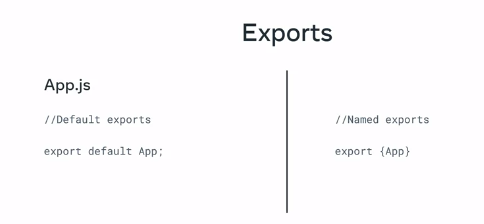 Exports
App.js
//Default exports
export default App;
//Named exports
export {App}